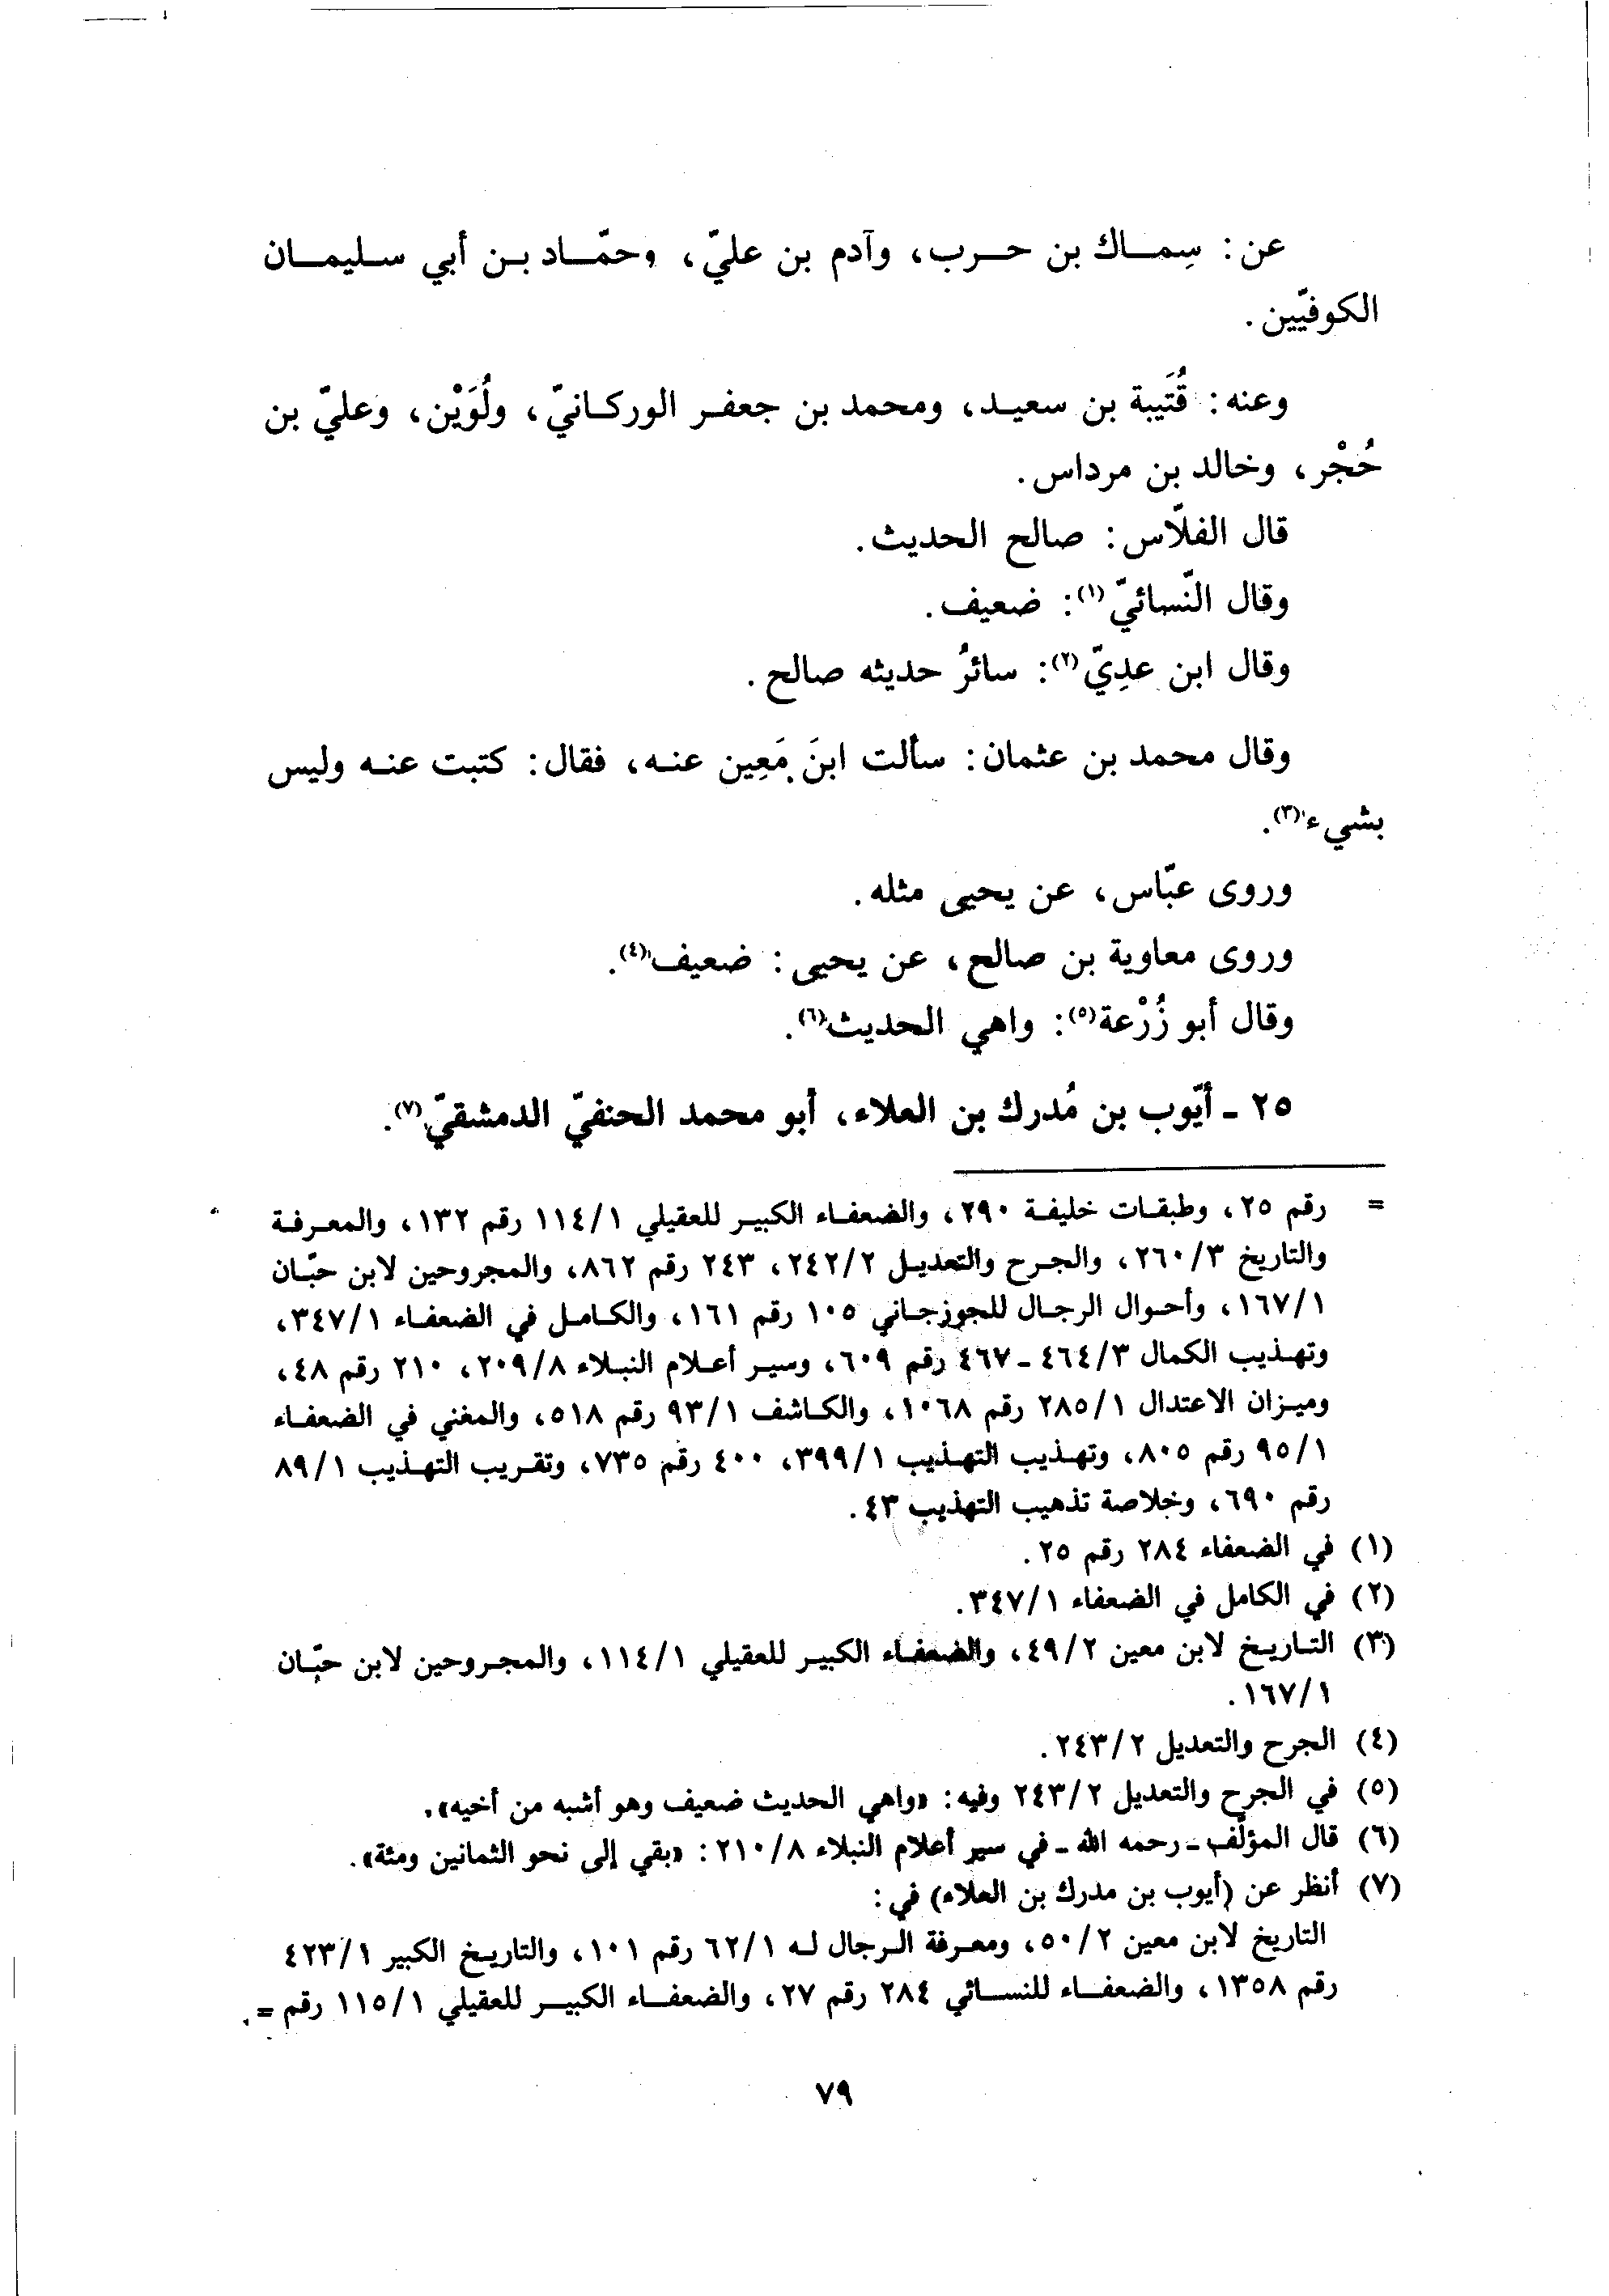 عن: سِماك بن حرب، وآدم بن عليّ، وحمّاد بن أبي سليمان
الكوفيّين.
وعنه: قُتَيبة بن سعيد، ومحمد بن جعفر الوركانيّ، ولُوَيْن، وعليّ بن
حُجْر، وخالد بن مرداس.
قال الفلّاس: صالح الحديث.
وقال النّسائيّ(١): ضعيف.
وقال ابن عدِيّ(٢): سائرُ حديثه صالح.
وقال محمد بن عثمان: سألت ابنَ مَعِين عنه، فقال: كتبت عنه وليس
بشيء(٣).
وروى عبّاس، عن يحيى مثله.
وروى معاوية بن صالح، عن يحيى: ضعيف(٤).
وقال أبو زُرْعة(٥): واهي الحديث(٦).
٢٥ - أيّوب بن مُدرك بن العلاء، أبو محمد الحنفيّ الدمشقيّ(٧).
= رقم ٢٥، وطبقات خليفة ٢٩٠، والضعفاء الكبير للعقيلي ١/١١٤ رقم ١٣٢، والمعرفة
والتاريخ ٣/٢٦٠، والجرح والتعديل ٢/٢٤٢، ٢٤٣ رقم ٨٦٢، والمجروحين لابن حبّان
١/١٦٧، وأحوال الرجال للجوزجاني ١٠٥ رقم ١٦١، والكامل في الضعفاء ١/٣٤٧،
وتهذيب الكمال ٣/٤٦٤ - ٤٦٧ رقم ٦٠٩، وسير أعلام النبلاء ٨/٢٠٩، ٢١٠ رقم ٤٨،
وميزان الاعتدال ١/٢٨٥ رقم ١٠٦٨، والكاشف ١/٩٣ رقم ٥١٨، والمغني في الضعفاء
١/٩٥ رقم ٨٠٥، وتهذيب التهذيب ١/٣٩٩، ٤٠٠ رقم ٧٣٥، وتقريب التهذيب ١/٨٩
رقم ٦٩٠، وخلاصة تذهيب التهذيب ٤٣.
(١) في الضعفاء ٢٨٤ رقم ٢٥.
(٢) في الكامل في الضعفاء ١/٣٤٧.
(٣) التاريخ لابن معين ٢/٤٩، والضعفاء الكبير للعقيلي ١/١١٤، والمجروحين لابن حبّان
١/١٦٧.
(٤) الجرح والتعديل ٢/٢٤٣.
(٥) في الجرح والتعديل ٢/٢٤٣ وفيه: «واهي الحديث ضعيف وهو أشبه من أخيه».
(٦) قال المؤلّف - رحمه الله - في سير أعلام النبلاء ٨/٢١٠: «بقي إلى نحو الثمانين ومئة».
(٧) أنظر عن (أيوب بن مدرك بن العلاء) في:
التاريخ لابن معين ٢/٥٠، ومعرفة الرجال له ١/٦٢ رقم ١٠١، والتاريخ الكبير ١/٤٢٣
رقم ١٣٥٨، والضعفاء للنسائي ٢٨٤ رقم ٢٧، والضعفاء الكبير للعقيلي ١/١١٥ رقم =
٧٩